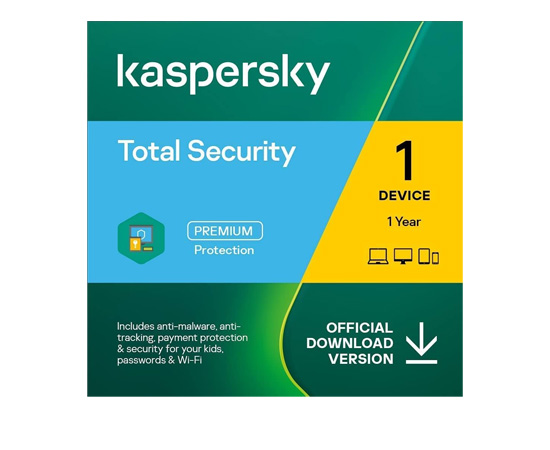 kaspersky
Total Security
1
DEVICE
1 Year
PREMIUM
Protection
Includes anti-malware, anti-
tracking, payment protection
& security for your kids,
passwords & Wi-Fi
OFFICIAL
DOWNLOAD
VERSION